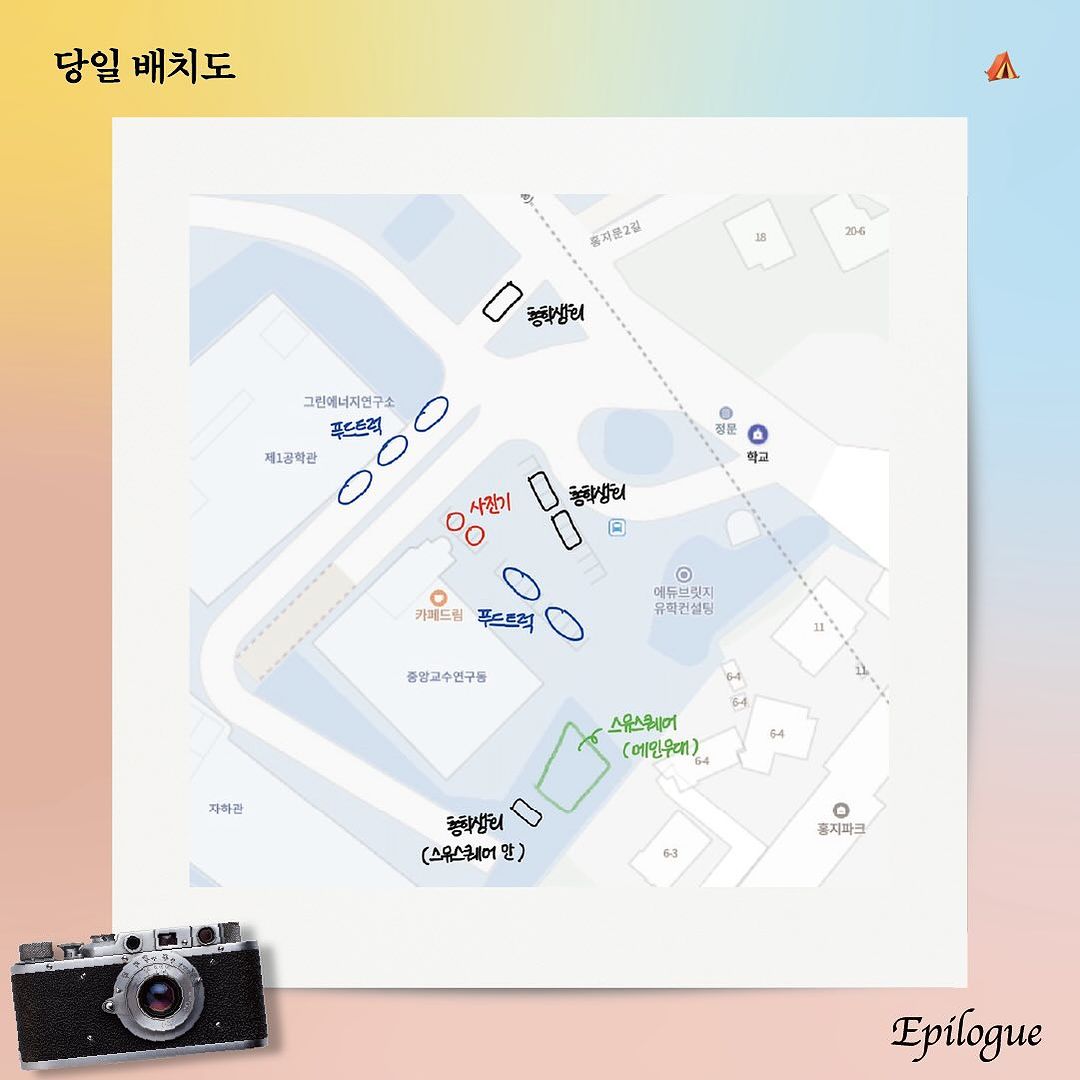 당일 배치도
홍지문2길
18
20-6
총학생회
그린에너지연구소
푸드트럭
제1공학관
정문
학교
사진기
총학생회
에듀브릿지
유학컨설팅
카페드림
푸드트럭
중앙교수연구동
11
11
6-4
6-4
6-4
6-4
스뮤스퀘어
(메인무대)
자하관
총학생회
(스뮤스퀘어 안)
홍지파크
6-3
Epilogue